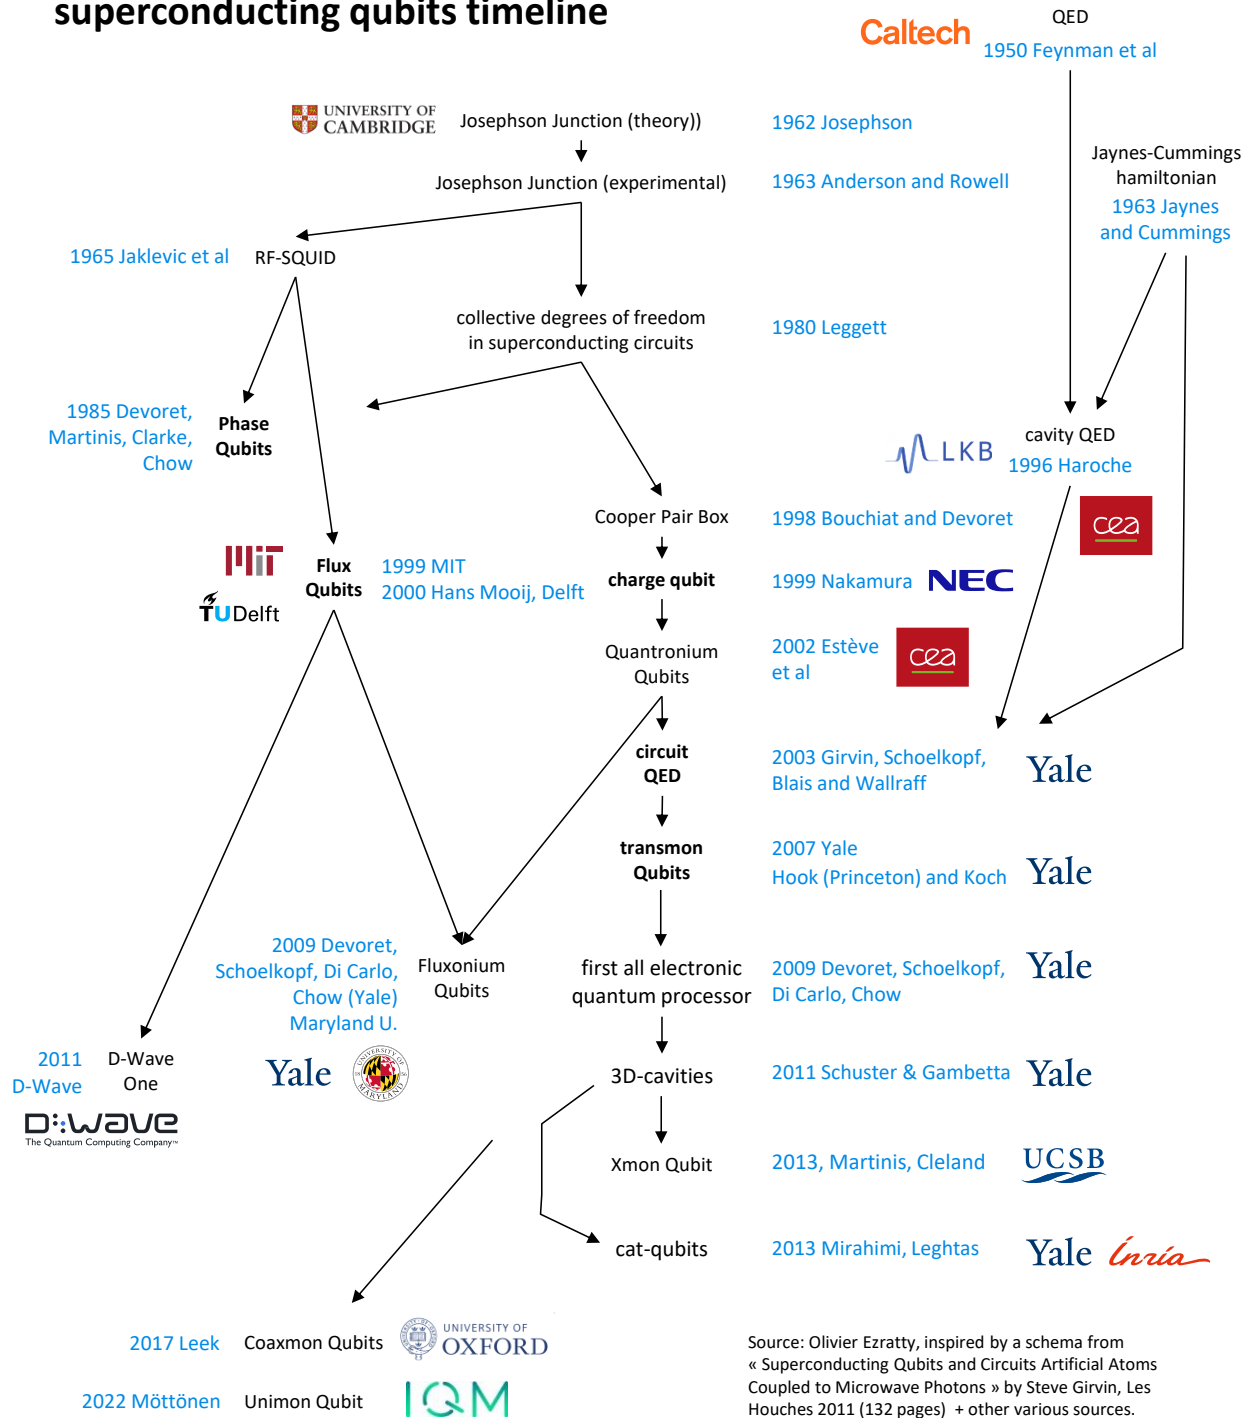 superconducting qubits timeline
Caltech
QED
1950 Feynman et al
UNIVERSITY OF
CAMBRIDGE
Josephson Junction (theory))
1962 Josephson
Jaynes-Cummings
hamiltonian
1963 Jaynes
and Cummings
Josephson Junction (experimental)
1963 Anderson and Rowell
1965 Jaklevic et al
RF-SQUID
collective degrees of freedom
in superconducting circuits
1980 Leggett
1985 Devoret,
Martinis, Clarke,
Chow
Phase
Qubits
LKB
cavity QED
1996 Haroche
cea
Cooper Pair Box
1998 Bouchiat and Devoret
MIT
TUDelft
Flux
Qubits
1999 MIT
2000 Hans Mooij, Delft
charge qubit
1999 Nakamura
NEC
Quantronium
Qubits
2002 Estève
et al
cea
circuit
QED
2003 Girvin, Schoelkopf,
Blais and Wallraff
Yale
transmon
Qubits
2007 Yale
Hook (Princeton) and Koch
Yale
2009 Devoret,
Schoelkopf, Di Carlo,
Chow (Yale)
Maryland U.
Fluxonium
Qubits
Yale
UNIVERSITY OF
MARYLAND
18 56
first all electronic
quantum processor
2009 Devoret, Schoelkopf,
Di Carlo, Chow
Yale
2011
D-Wave
D-Wave
One
D:wave
The Quantum Computing Company™
3D-cavities
2011 Schuster & Gambetta
Yale
Xmon Qubit
2013, Martinis, Cleland
UCSB
cat-qubits
2013 Mirahimi, Leghtas
Yale
Inria
2017 Leek
Coaxmon Qubits
UNIVERSITY OF
OXFORD
2022 Möttönen
Unimon Qubit
IQM
Source: Olivier Ezratty, inspired by a schema from
« Superconducting Qubits and Circuits Artificial Atoms
Coupled to Microwave Photons » by Steve Girvin, Les
Houches 2011 (132 pages)  + other various sources.